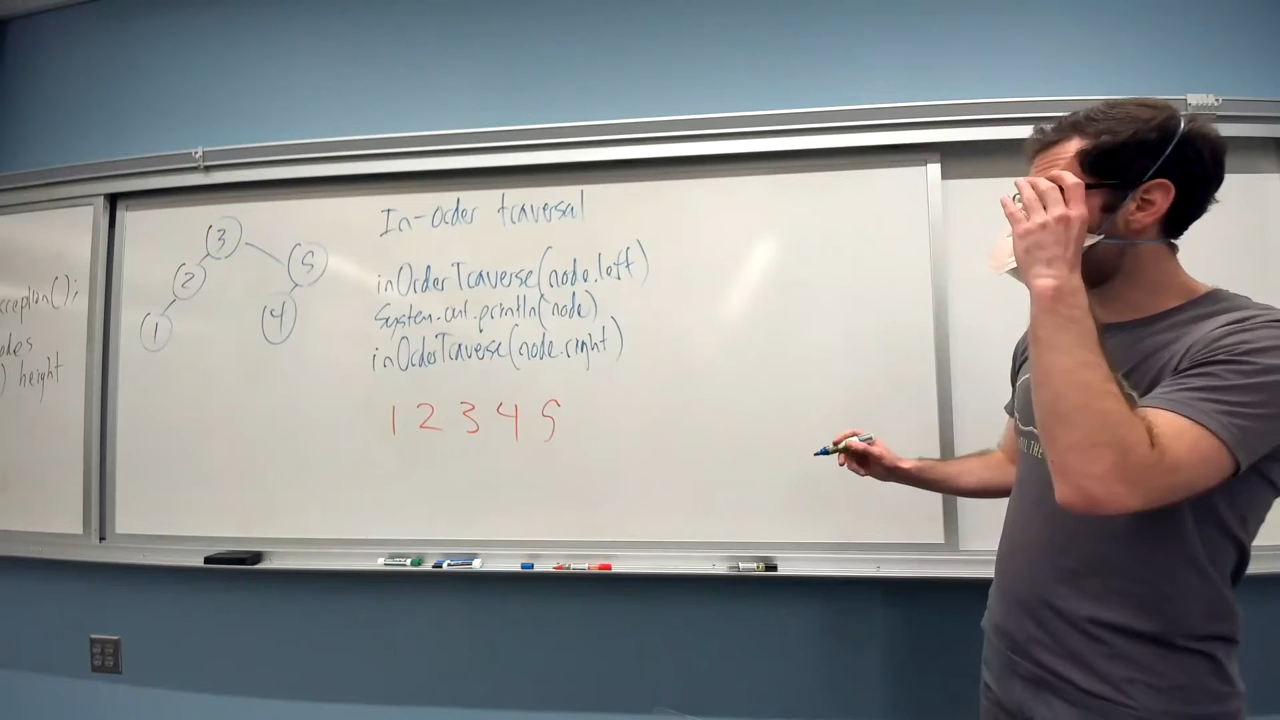 ception();
odes
) height
3
2
5
1
4
In-order traversal
inOrderTraverse(node.left)
System.out.println(node)
inOrderTraverse(node.right)
1 2 3 4 5